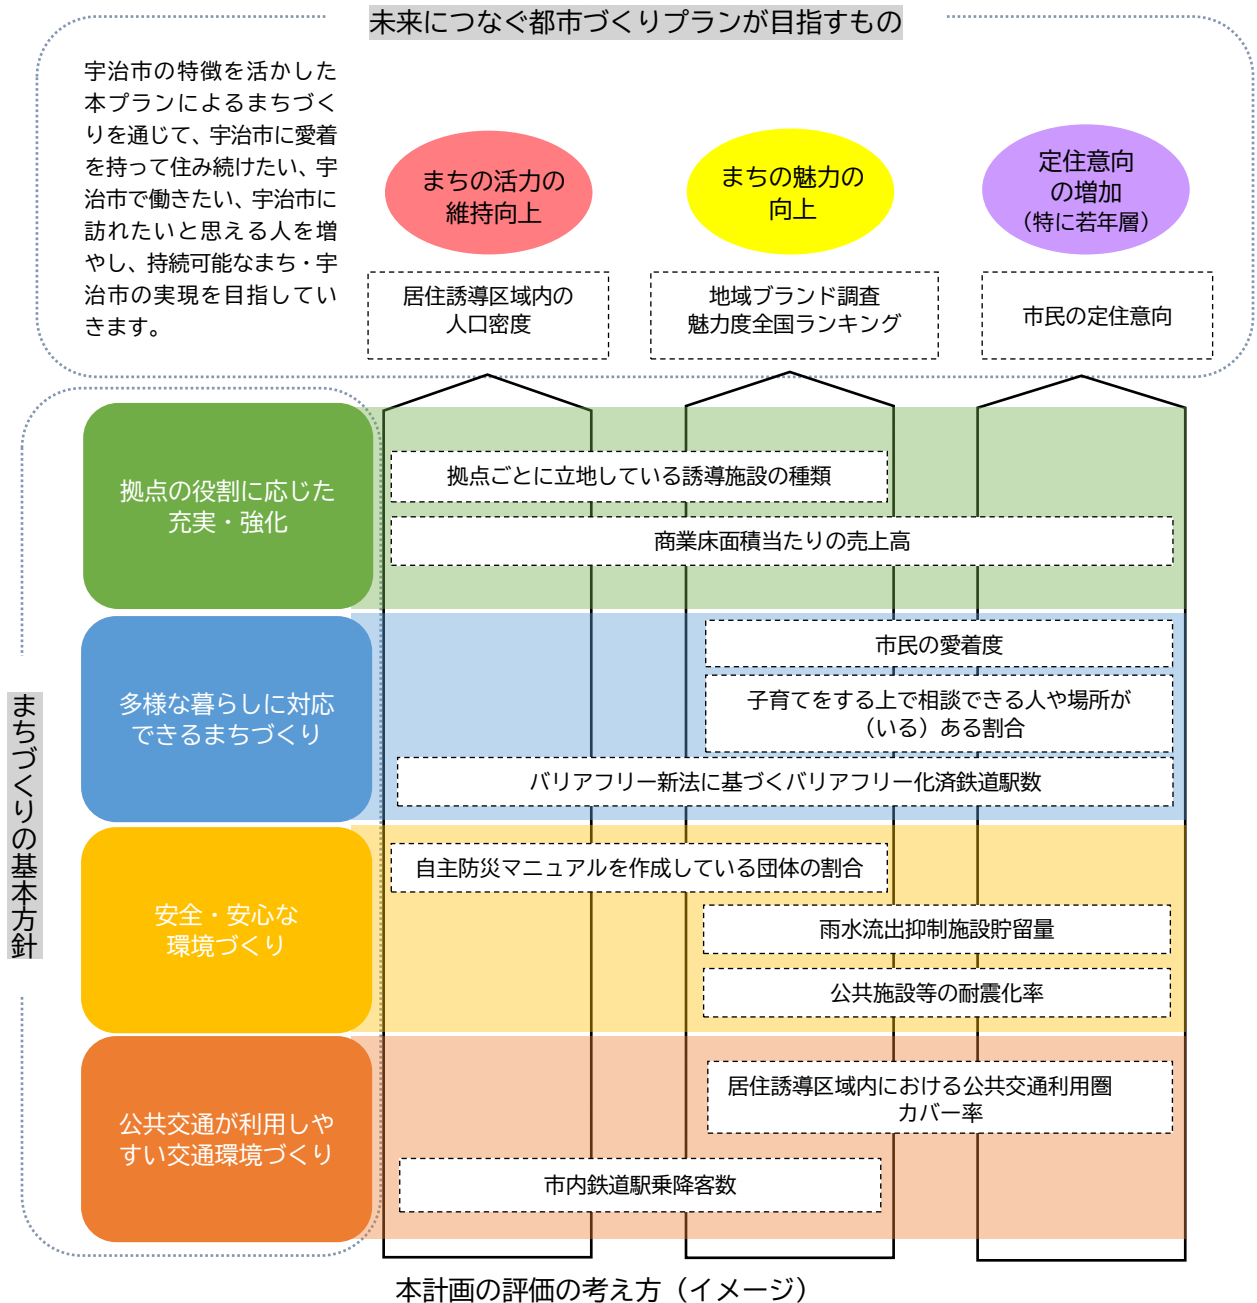 未来につなぐ都市づくりプランが目指すもの
宇治市の特徴を活かした
本プランによるまちづく
りを通じて、宇治市に愛着
を持って住み続けたい、宇
治市で働きたい、宇治市に
訪れたいと思える人を増
やし、持続可能なまち・宇
治市の実現を目指してい
きます。
まちの活力の
維持向上
まちの魅力の
向上
定住意向
の増加
（特に若年層）
居住誘導区域内の
人口密度
地域ブランド調査
魅力度全国ランキング
市民の定住意向
まちづくりの基本方針
拠点の役割に応じた
充実・強化
拠点ごとに立地している誘導施設の種類
商業床面積当たりの売上高
多様な暮らしに対応
できるまちづくり
市民の愛着度
子育てをする上で相談できる人や場所が
（いる）ある割合
バリアフリー新法に基づくバリアフリー化済鉄道駅数
安全・安心な
環境づくり
自主防災マニュアルを作成している団体の割合
雨水流出抑制施設貯留量
公共施設等の耐震化率
公共交通が利用しや
すい交通環境づくり
居住誘導区域内における公共交通利用圏
カバー率
市内鉄道駅乗降客数
本計画の評価の考え方（イメージ）